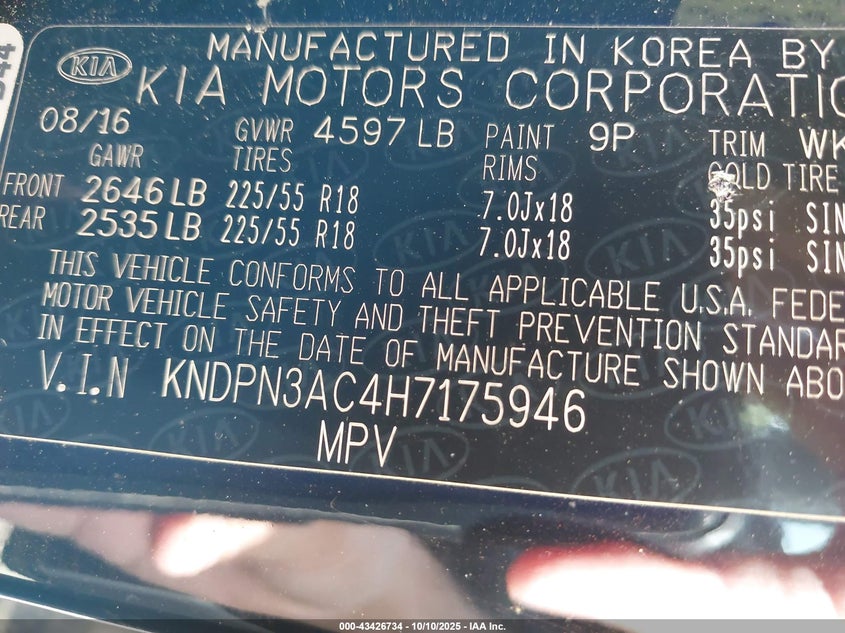 MANUFACTURED IN KOREA BY
KIA
KIA MOTORS CORPORATIO
08/16 GVWR 4597 LB PAINT 9P TRIM WK
GAWR TIRES RIMS COLD TIRE
FRONT 2646 LB 225/55 R18 7.0Jx18 35psi SIN
REAR 2535 LB 225/55 R18 7.0Jx18 35psi SIN
THIS VEHICLE CONFORMS TO ALL APPLICABLE U.S.A. FEDE
MOTOR VEHICLE SAFETY AND THEFT PREVENTION STANDAR
IN EFFECT ON THE DATE OF MANUFACTURE SHOWN ABO
V.I.N KNDPN3AC4H7175946
MPV
000-43426734 - 10/10/2025 - IAA Inc.